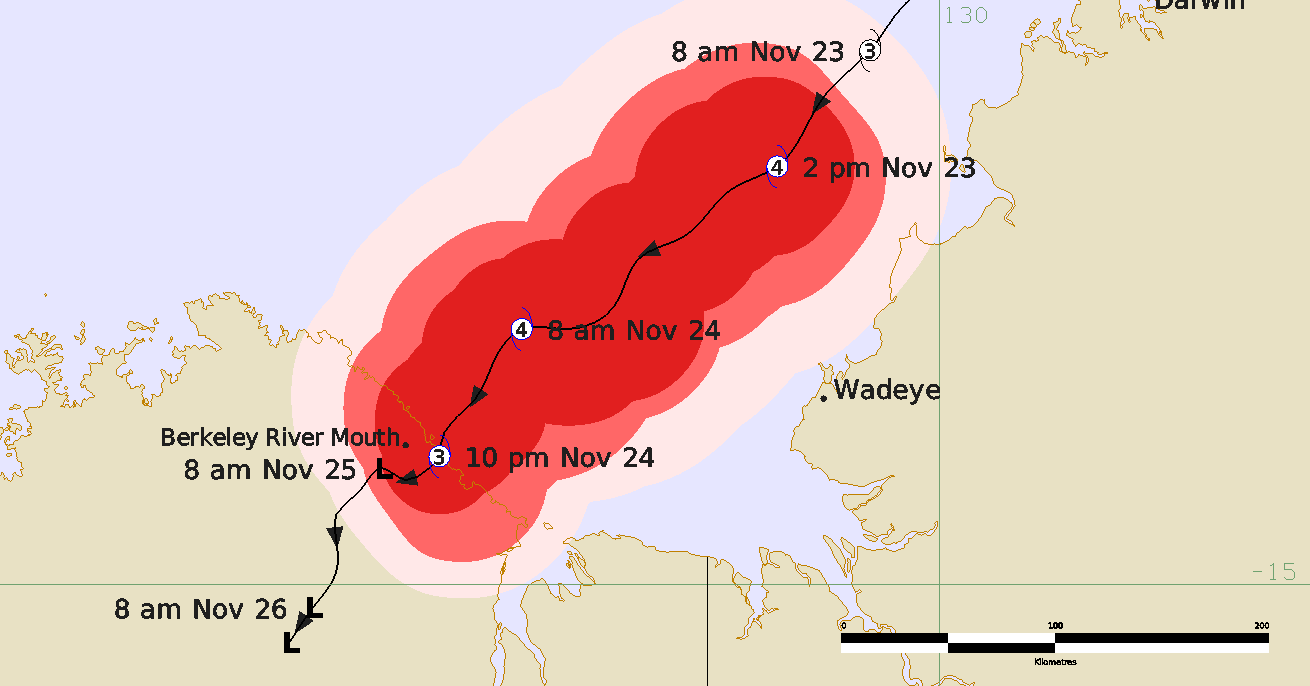 Darwin
130
8 am Nov 23
3
4
2 pm Nov 23
4
8 am Nov 24
Wadeye
Berkeley River Mouth
8 am Nov 25
L
3
10 pm Nov 24
-15
8 am Nov 26
L
L
0 100 200
Kilometres